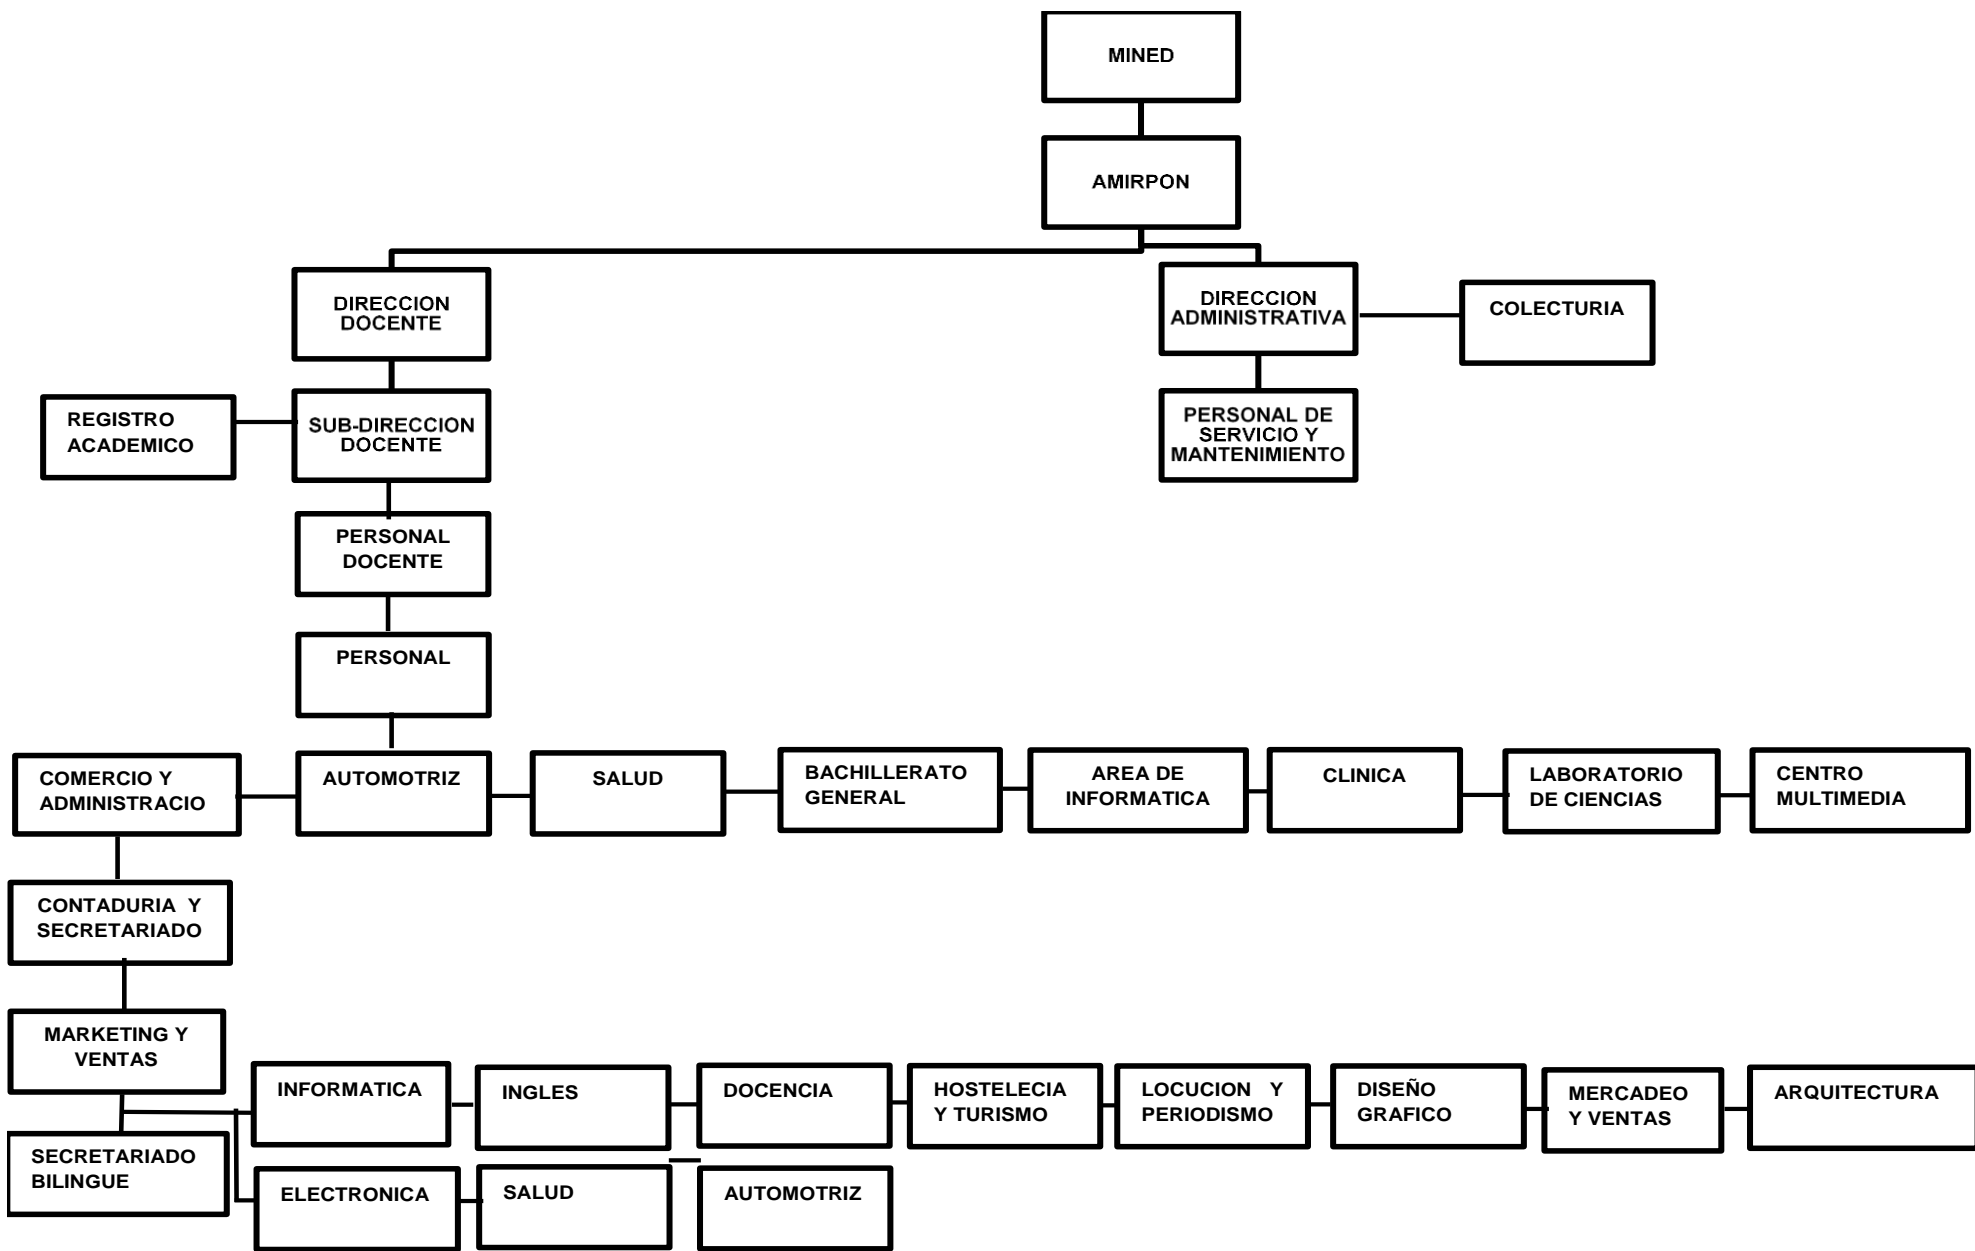 MINED
AMIRPON
DIRECCION
DOCENTE
DIRECCION
ADMINISTRATIVA
COLECTURIA
REGISTRO
ACADEMICO
SUB-DIRECCION
DOCENTE
PERSONAL DE
SERVICIO Y
MANTENIMIENTO
PERSONAL
DOCENTE
PERSONAL
COMERCIO Y
ADMINISTRACIO
AUTOMOTRIZ
SALUD
BACHILLERATO
GENERAL
AREA DE
INFORMATICA
CLINICA
LABORATORIO
DE CIENCIAS
CENTRO
MULTIMEDIA
CONTADURIA Y
SECRETARIADO
MARKETING Y
VENTAS
INFORMATICA
INGLES
DOCENCIA
HOSTELECIA
Y TURISMO
LOCUCION Y
PERIODISMO
DISEÑO
GRAFICO
MERCADEO
Y VENTAS
ARQUITECTURA
SECRETARIADO
BILINGUE
ELECTRONICA
SALUD
AUTOMOTRIZ